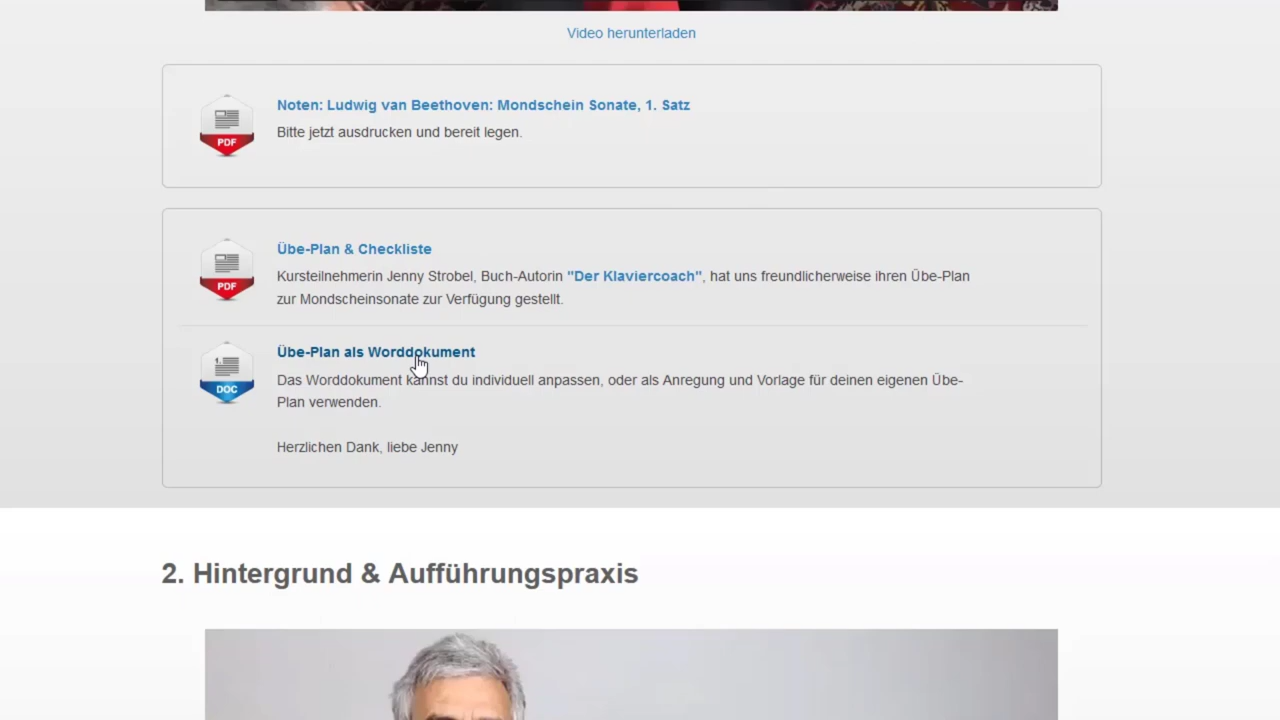 Video herunterladen
Noten: Ludwig van Beethoven: Mondschein Sonate, 1. Satz
Bitte jetzt ausdrucken und bereit legen.
PDF
Übe-Plan & Checkliste
Kursteilnehmerin Jenny Strobel, Buch-Autorin "Der Klaviercoach", hat uns freundlicherweise ihren Übe-Plan
zur Mondscheinsonate zur Verfügung gestellt.
PDF
Übe-Plan als Worddokument
1.
Das Worddokument kannst du individuell anpassen, oder als Anregung und Vorlage für deinen eigenen Übe-
DOC
Plan verwenden.
Herzlichen Dank, liebe Jenny
2. Hintergrund & Aufführungspraxis